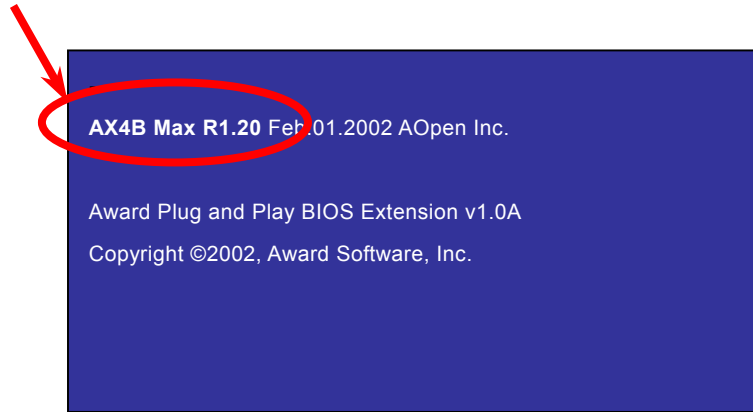 AX4B Max R1.20 Feb.01.2002 AOpen Inc.
Award Plug and Play BIOS Extension v1.0A
Copyright ©2002, Award Software, Inc.